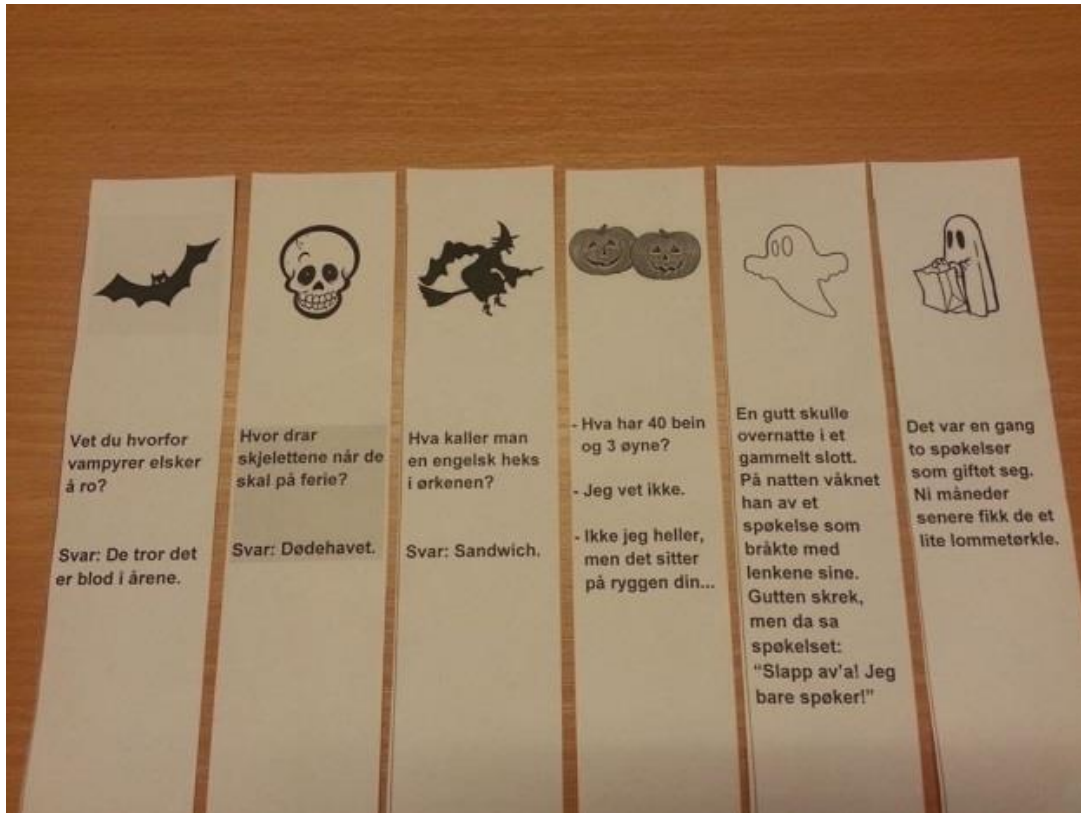 Vet du hvorfor
vampyrer elsker
å ro?
Svar: De tror det
er blod i årene.
Hvor drar
skjelettene når de
skal på ferie?
Svar: Dødehavet.
Hva kaller man
en engelsk heks
i ørkenen?
Svar: Sandwich.
- Hva har 40 bein
og 3 øyne?
- Jeg vet ikke.
- Ikke jeg heller,
men det sitter
på ryggen din...
En gutt skulle
overnatte i et
gammelt slott.
På natten våknet
han av et
spøkelse som
bråkte med
lenkene sine.
Gutten skrek,
men da sa
spøkelset:
“Slapp av'a! Jeg
bare spøker!”
Det var en gang
to spøkelser
som giftet seg.
Ni måneder
senere fikk de et
lite lommetørkle.